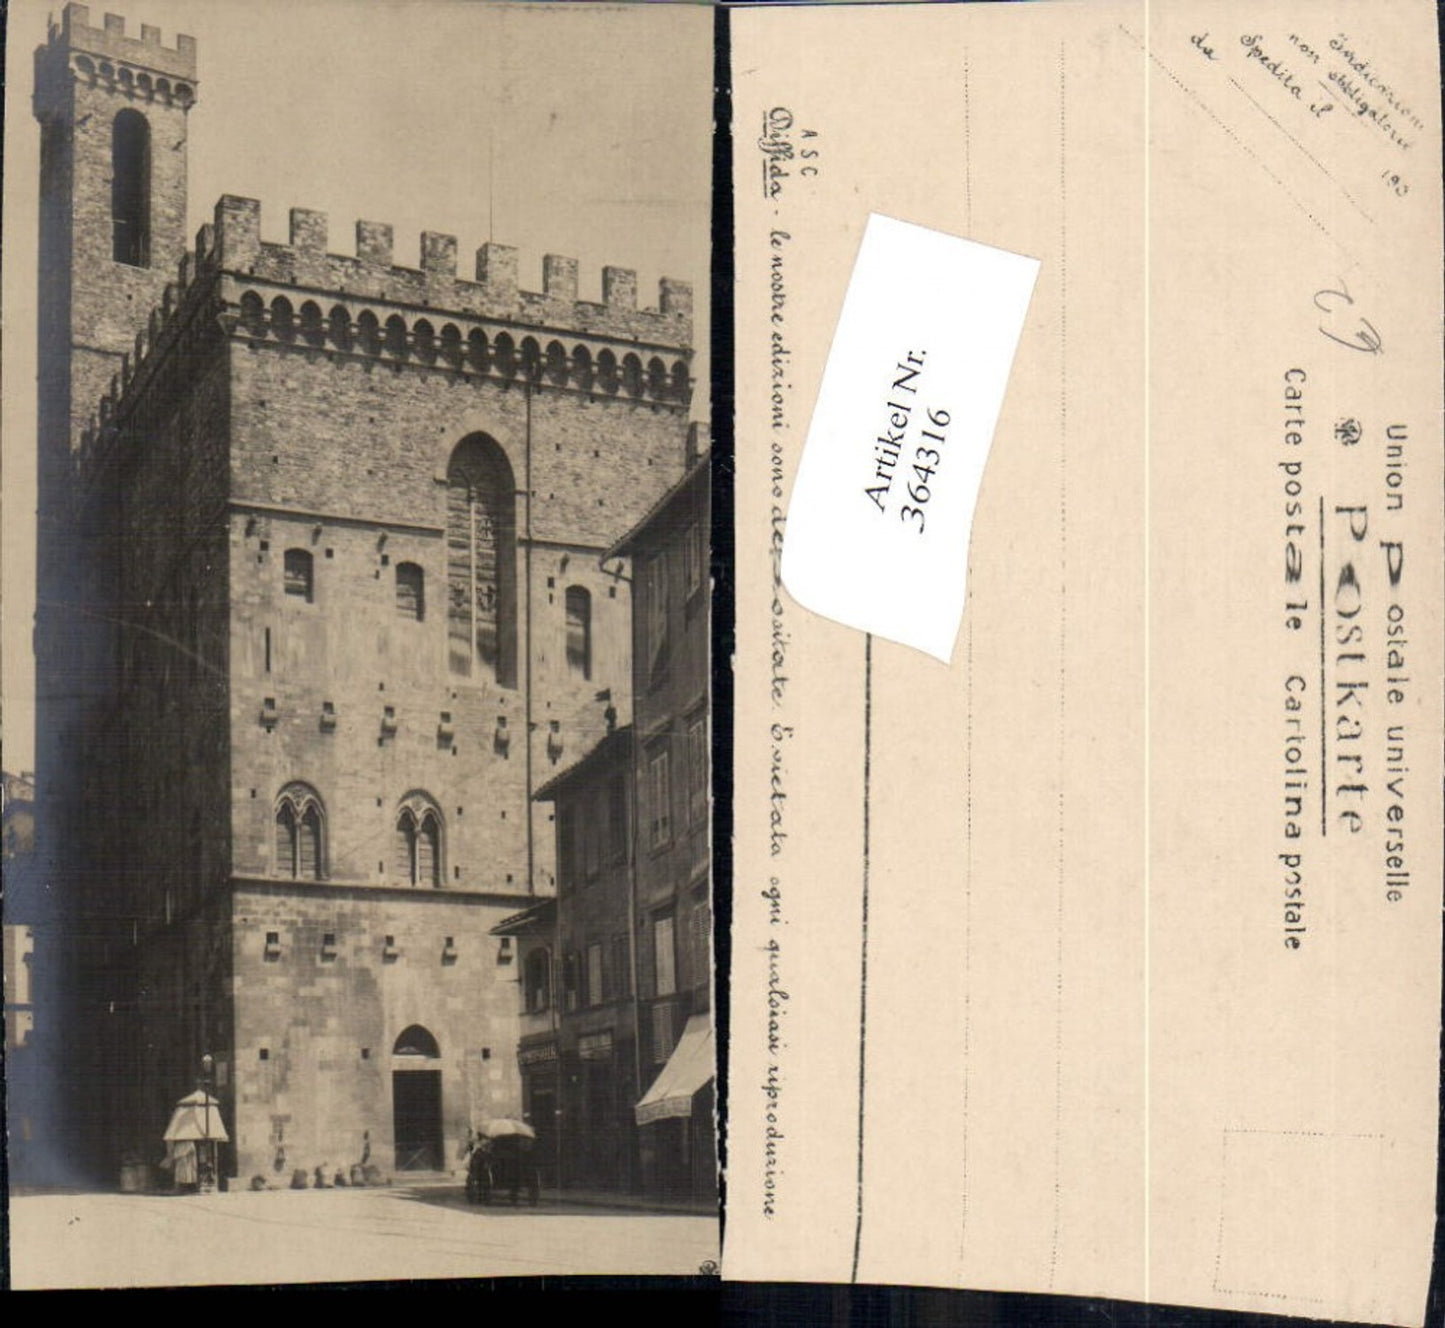 Indicazioni
non obbligatorie
Spedita il
da
190
Union Postale universelle
Postkarte
Carte postale Cartolina postale
Artikel Nr.
364316
ASC
Diffida - le nostre edizioni sono depositate. È vietata ogni qualsiasi riproduzione